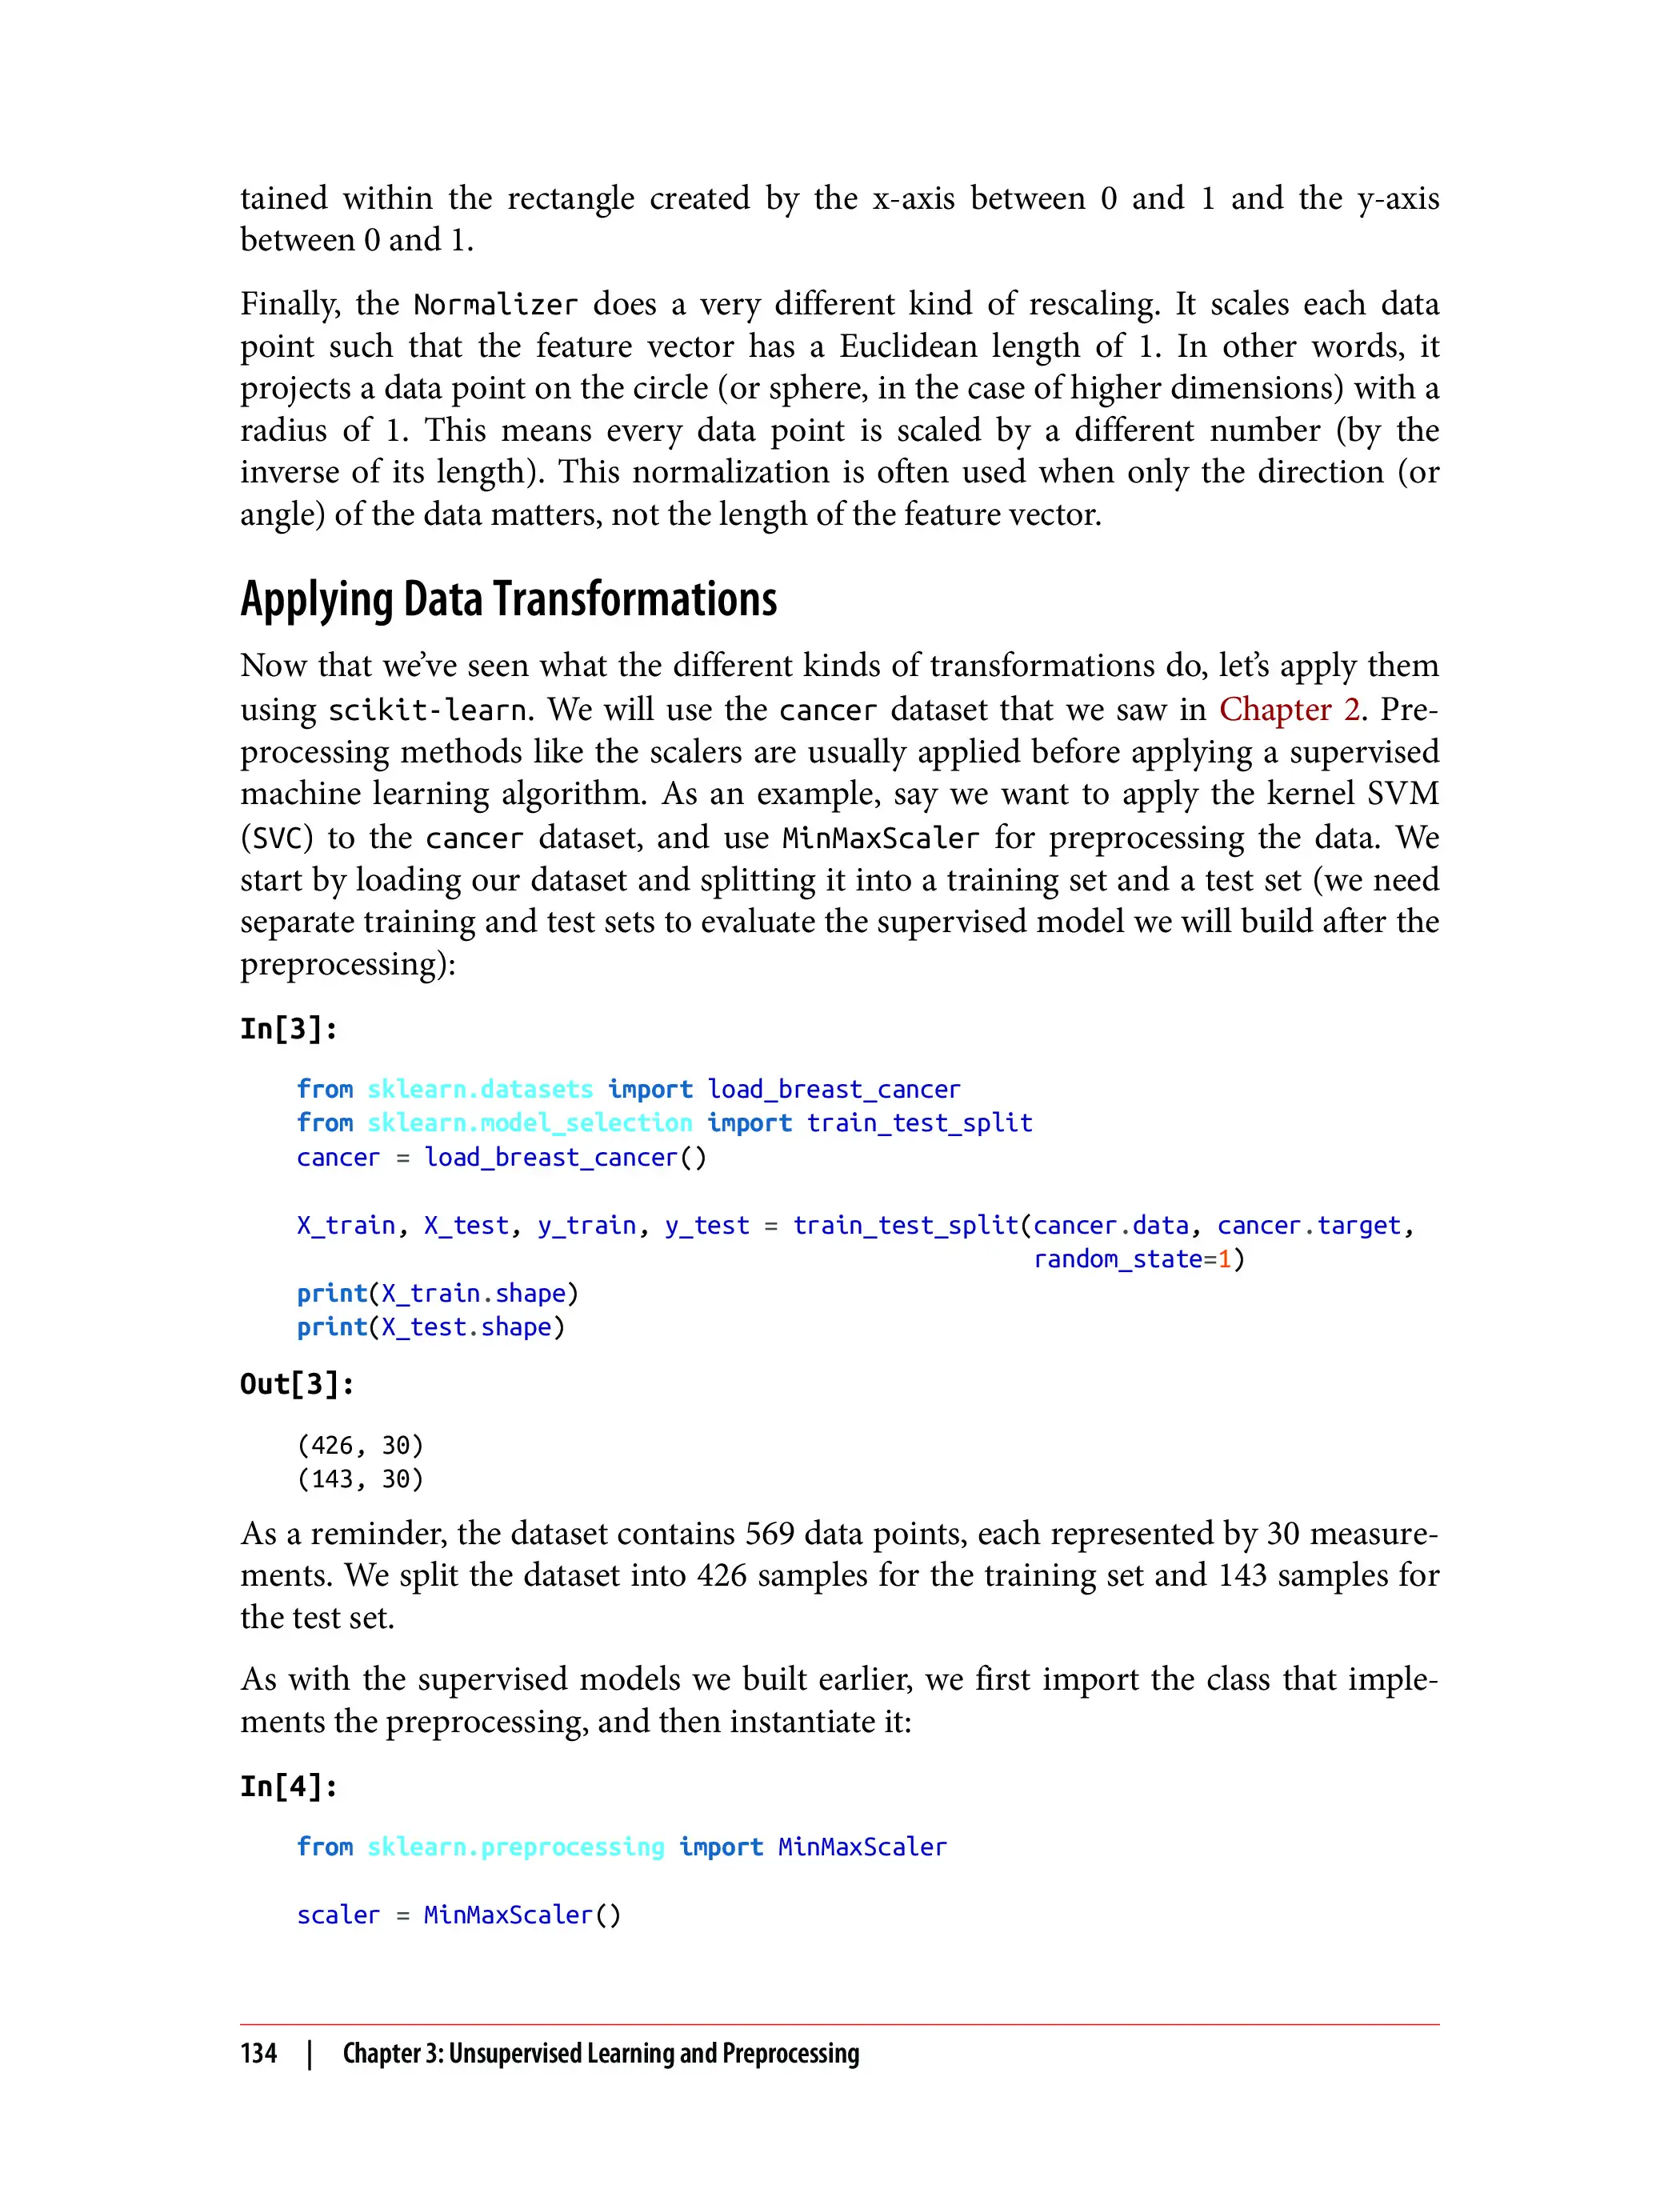 tained within the rectangle created by the x-axis between 0 and 1 and the y-axis
between 0 and 1.
Finally, the Normalizer does a very different kind of rescaling. It scales each data
point such that the feature vector has a Euclidean length of 1. In other words, it
projects a data point on the circle (or sphere, in the case of higher dimensions) with a
radius of 1. This means every data point is scaled by a different number (by the
inverse of its length). This normalization is often used when only the direction (or
angle) of the data matters, not the length of the feature vector.
Applying Data Transformations
Now that we’ve seen what the different kinds of transformations do, let’s apply them
using scikit-learn. We will use the cancer dataset that we saw in Chapter 2. Pre-
processing methods like the scalers are usually applied before applying a supervised
machine learning algorithm. As an example, say we want to apply the kernel SVM
(SVC) to the cancer dataset, and use MinMaxScaler for preprocessing the data. We
start by loading our dataset and splitting it into a training set and a test set (we need
separate training and test sets to evaluate the supervised model we will build after the
preprocessing):
In[3]:
from sklearn.datasets import load_breast_cancer
from sklearn.model_selection import train_test_split
cancer = load_breast_cancer()
X_train, X_test, y_train, y_test = train_test_split(cancer.data, cancer.target,
random_state=1)
print(X_train.shape)
print(X_test.shape)
Out[3]:
(426, 30)
(143, 30)
As a reminder, the dataset contains 569 data points, each represented by 30 measure-
ments. We split the dataset into 426 samples for the training set and 143 samples for
the test set.
As with the supervised models we built earlier, we first import the class that imple-
ments the preprocessing, and then instantiate it:
In[4]:
from sklearn.preprocessing import MinMaxScaler
scaler = MinMaxScaler()
134 | Chapter 3: Unsupervised Learning and Preprocessing